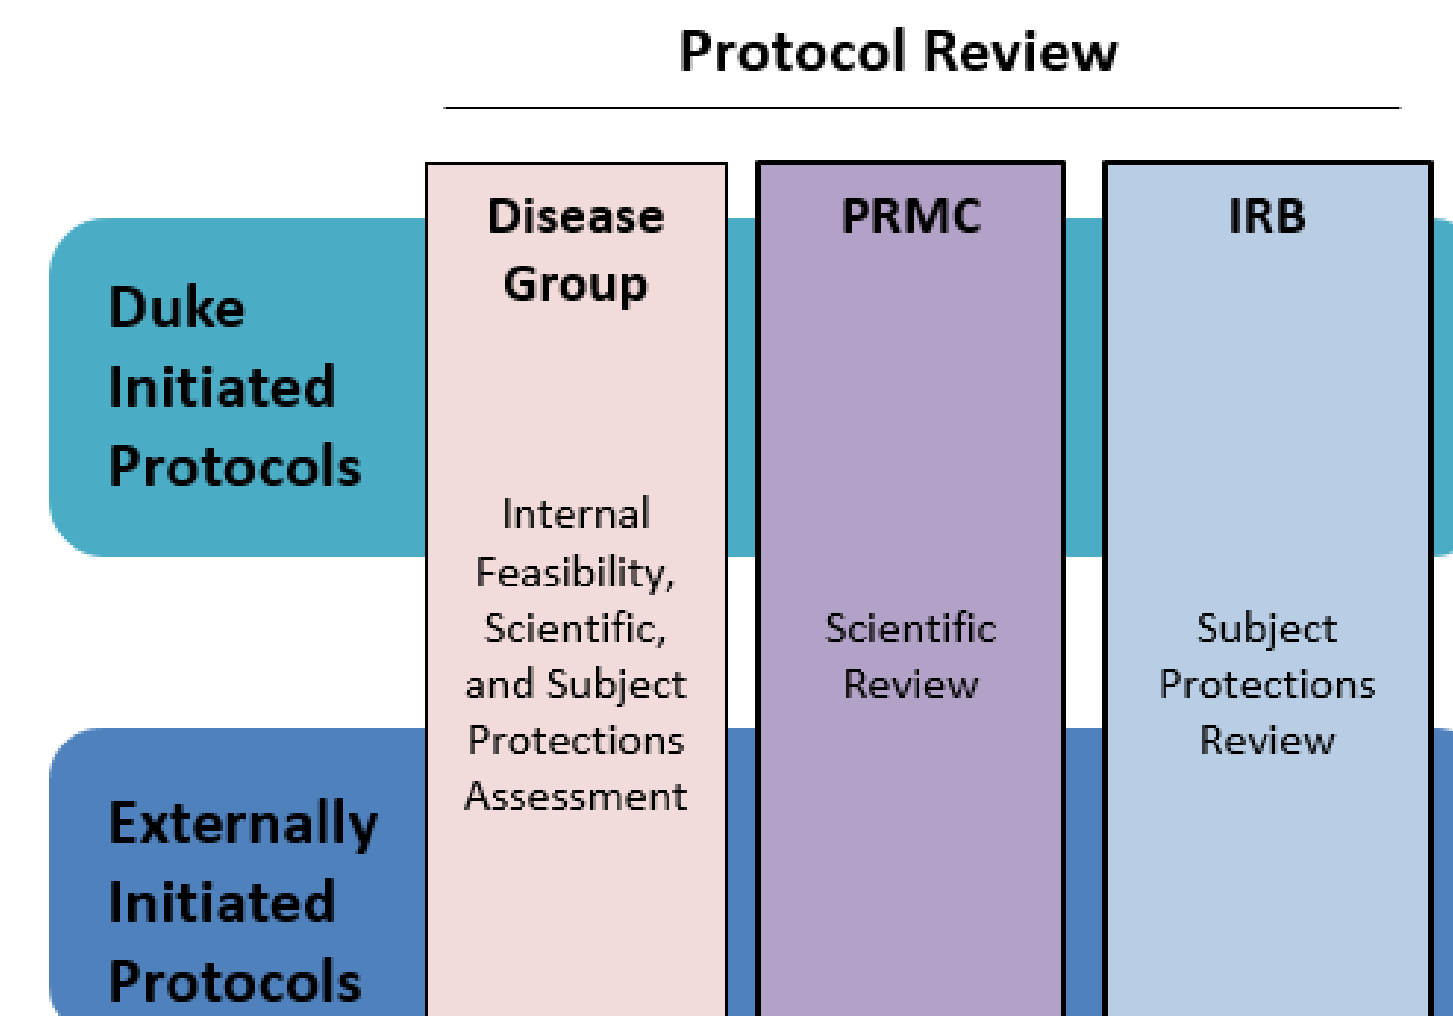 Protocol Review
Disease
Group
Internal
Feasibility,
Scientific,
and Subject
Protections
Assessment
PRMC
Scientific
Review
IRB
Subject
Protections
Review
Duke
Initiated
Protocols
Externally
Initiated
Protocols